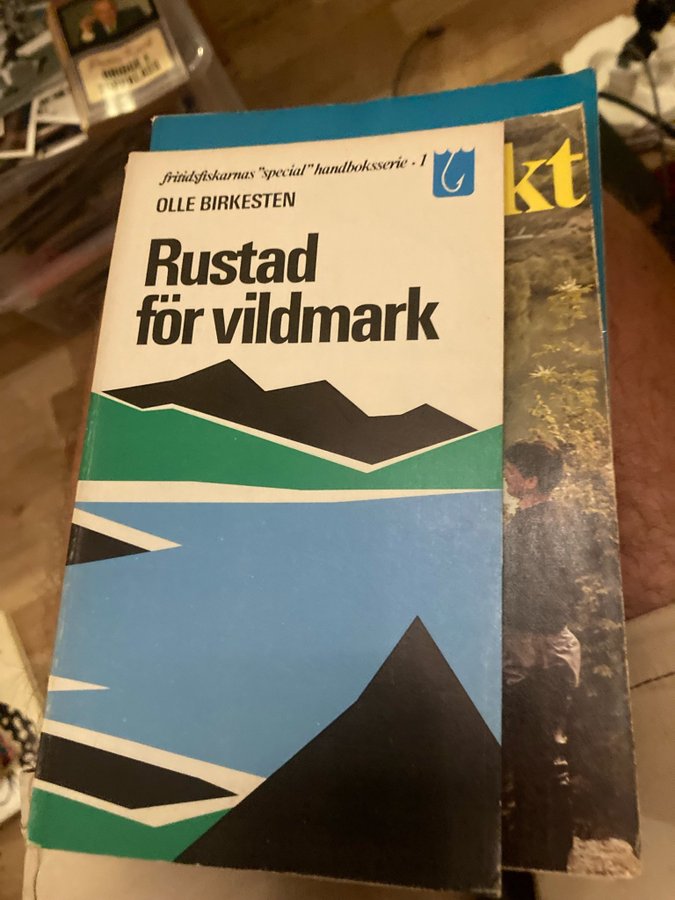 fritidsfiskarnas "special" handboksserie · 1
OLLE BIRKESTEN
Rustad
för vildmark
kt